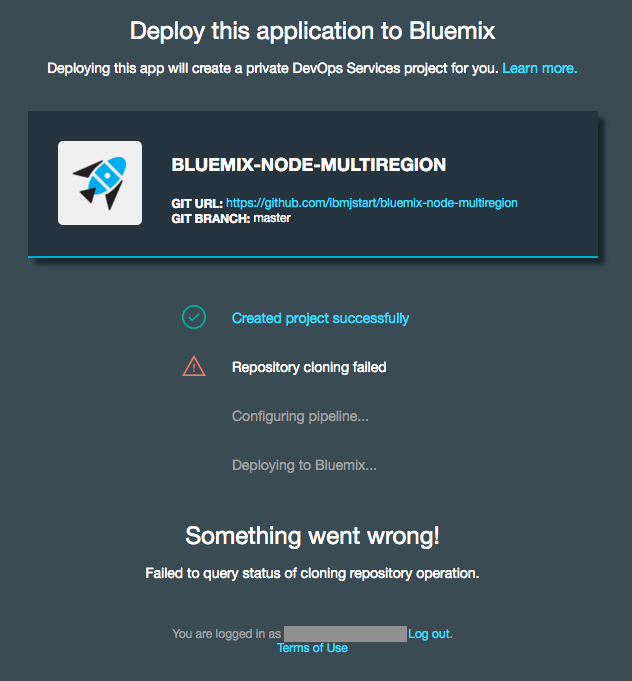 Deploy this application to Bluemix
Deploying this app will create a private DevOps Services project for you. Learn more.
BLUEMIX-NODE-MULTIREGION
GIT URL: https://github.com/ibmjstart/bluemix-node-multiregion
GIT BRANCH: master
Created project successfully
Repository cloning failed
Configuring pipeline...
Deploying to Bluemix...
Something went wrong!
Failed to query status of cloning repository operation.
You are logged in as Log out.
Terms of Use